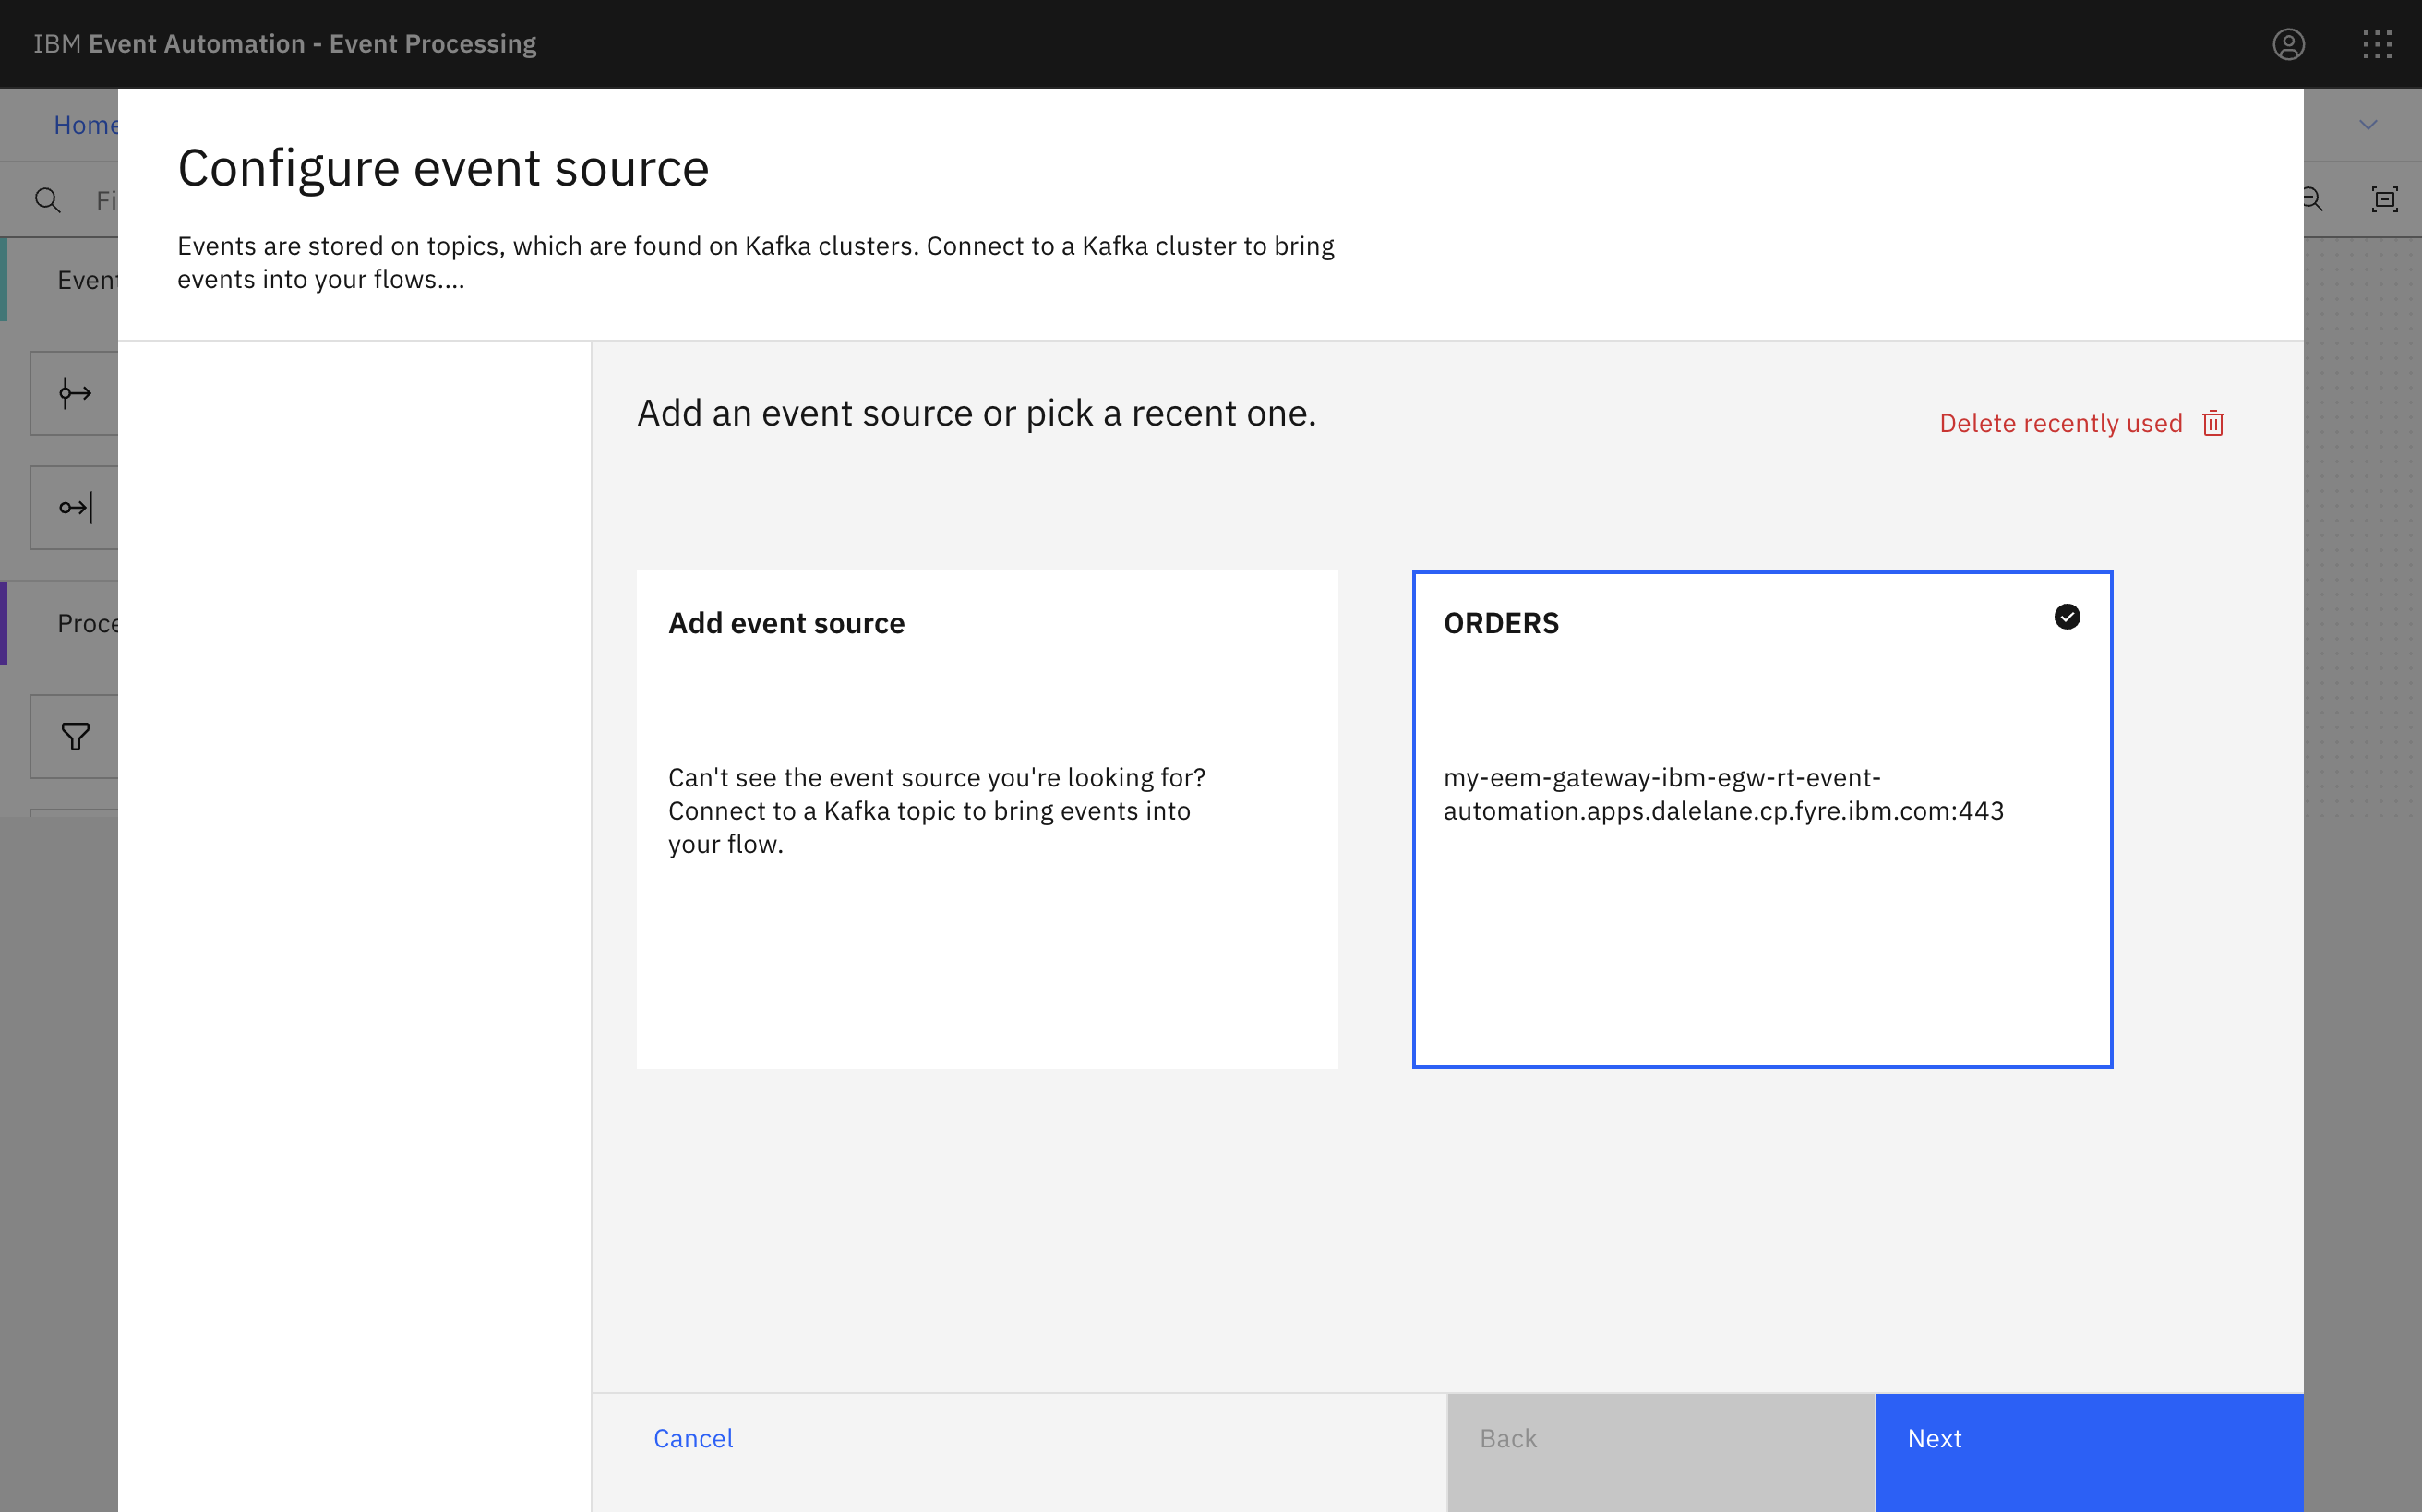 IBM Event Automation - Event Processing
Home
Configure event source
Events are stored on topics, which are found on Kafka clusters. Connect to a Kafka cluster to bring
events into your flows....
Add an event source or pick a recent one.
Delete recently used
Add event source
Can't see the event source you're looking for?
Connect to a Kafka topic to bring events into
your flow.
ORDERS
my-eem-gateway-ibm-egw-rt-event-
automation.apps.dalelane.cp.fyre.ibm.com:443
Fi
Event
Proce
Cancel
Back
Next